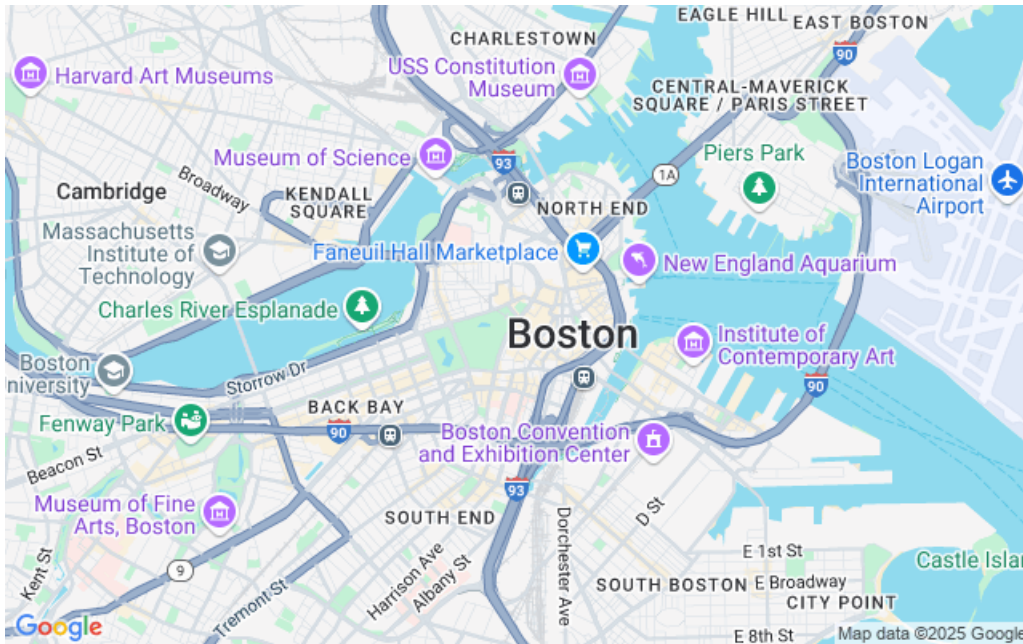 EAGLE HILL
EAST BOSTON
CHARLESTOWN
90
USS Constitution
Museum
Harvard Art Museums
CENTRAL-MAVERICK
SQUARE / PARIS STREET
Museum of Science
93
Piers Park
Boston Logan
International
Airport
1A
Cambridge
Broadway
KENDALL
SQUARE
NORTH END
Massachusetts
Institute of
Technology
Faneuil Hall Marketplace
New England Aquarium
Charles River Esplanade
Boston
Institute of
Contemporary Art
Boston
niversity
Storrow Dr
90
BACK BAY
Fenway Park
90
Boston Convention
and Exhibition Center
Beacon St
93
Museum of Fine
Arts, Boston
SOUTH END
D St
Dorchester Ave
E 1st St
Castle Islan
Kent St
9
Harrison Ave
Albany St
Tremont St
SOUTH BOSTON
E Broadway
CITY POINT
Google
E 8th St
Map data ©2025 Google